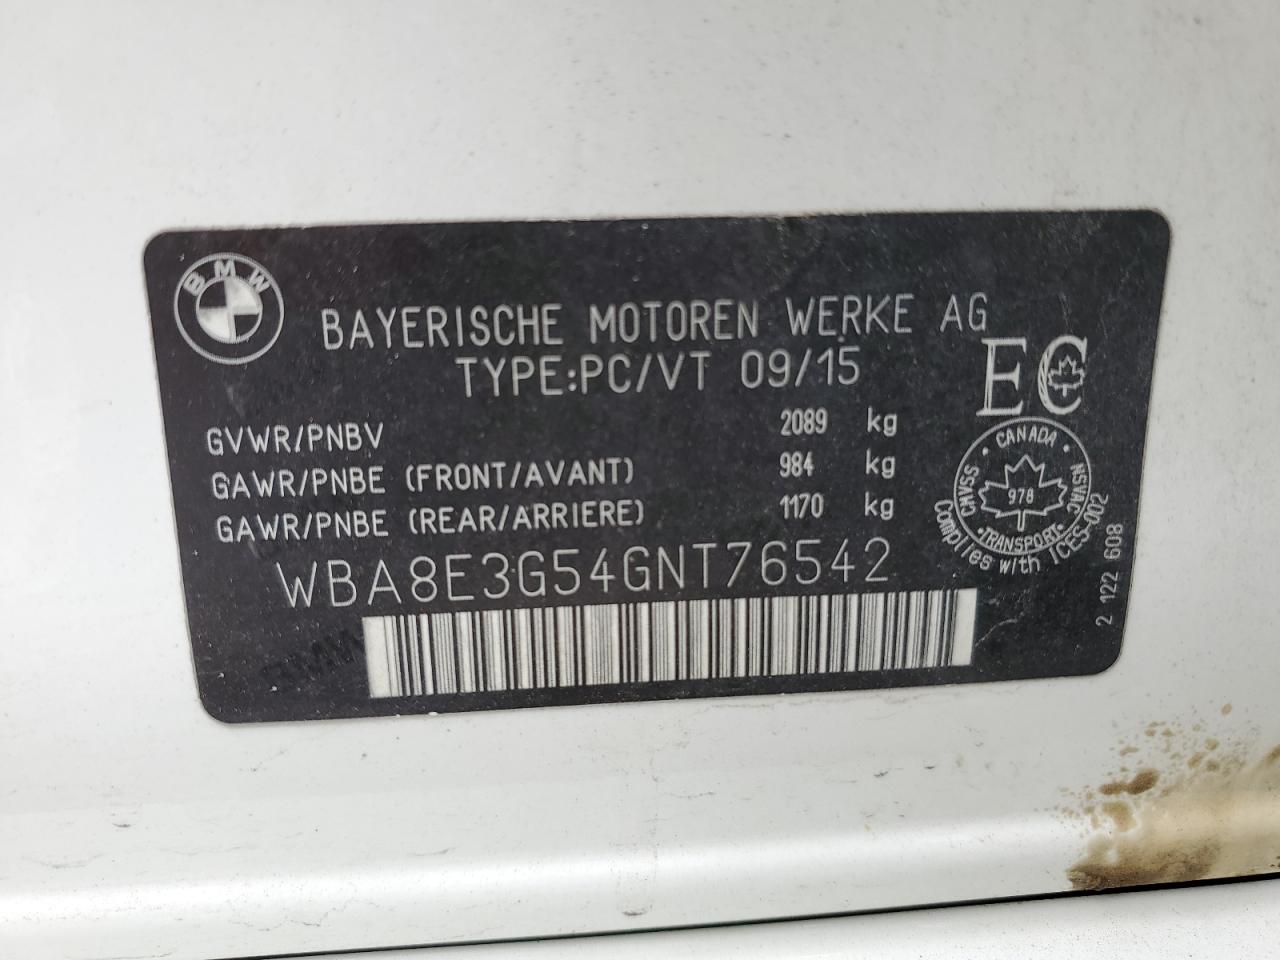 BMW
BAYERISCHE MOTOREN WERKE AG
TYPE:PC/VT 09/15
EC
GVWR/PNBV 2089 kg
GAWR/PNBE (FRONT/AVANT) 984 kg
GAWR/PNBE (REAR/ARRIERE) 1170 kg
WBA8E3G54GNT76542
CANADA
CMVSS NSVAC
978
TRANSPORT
Complies with ICES-002
2 122 608
BMW